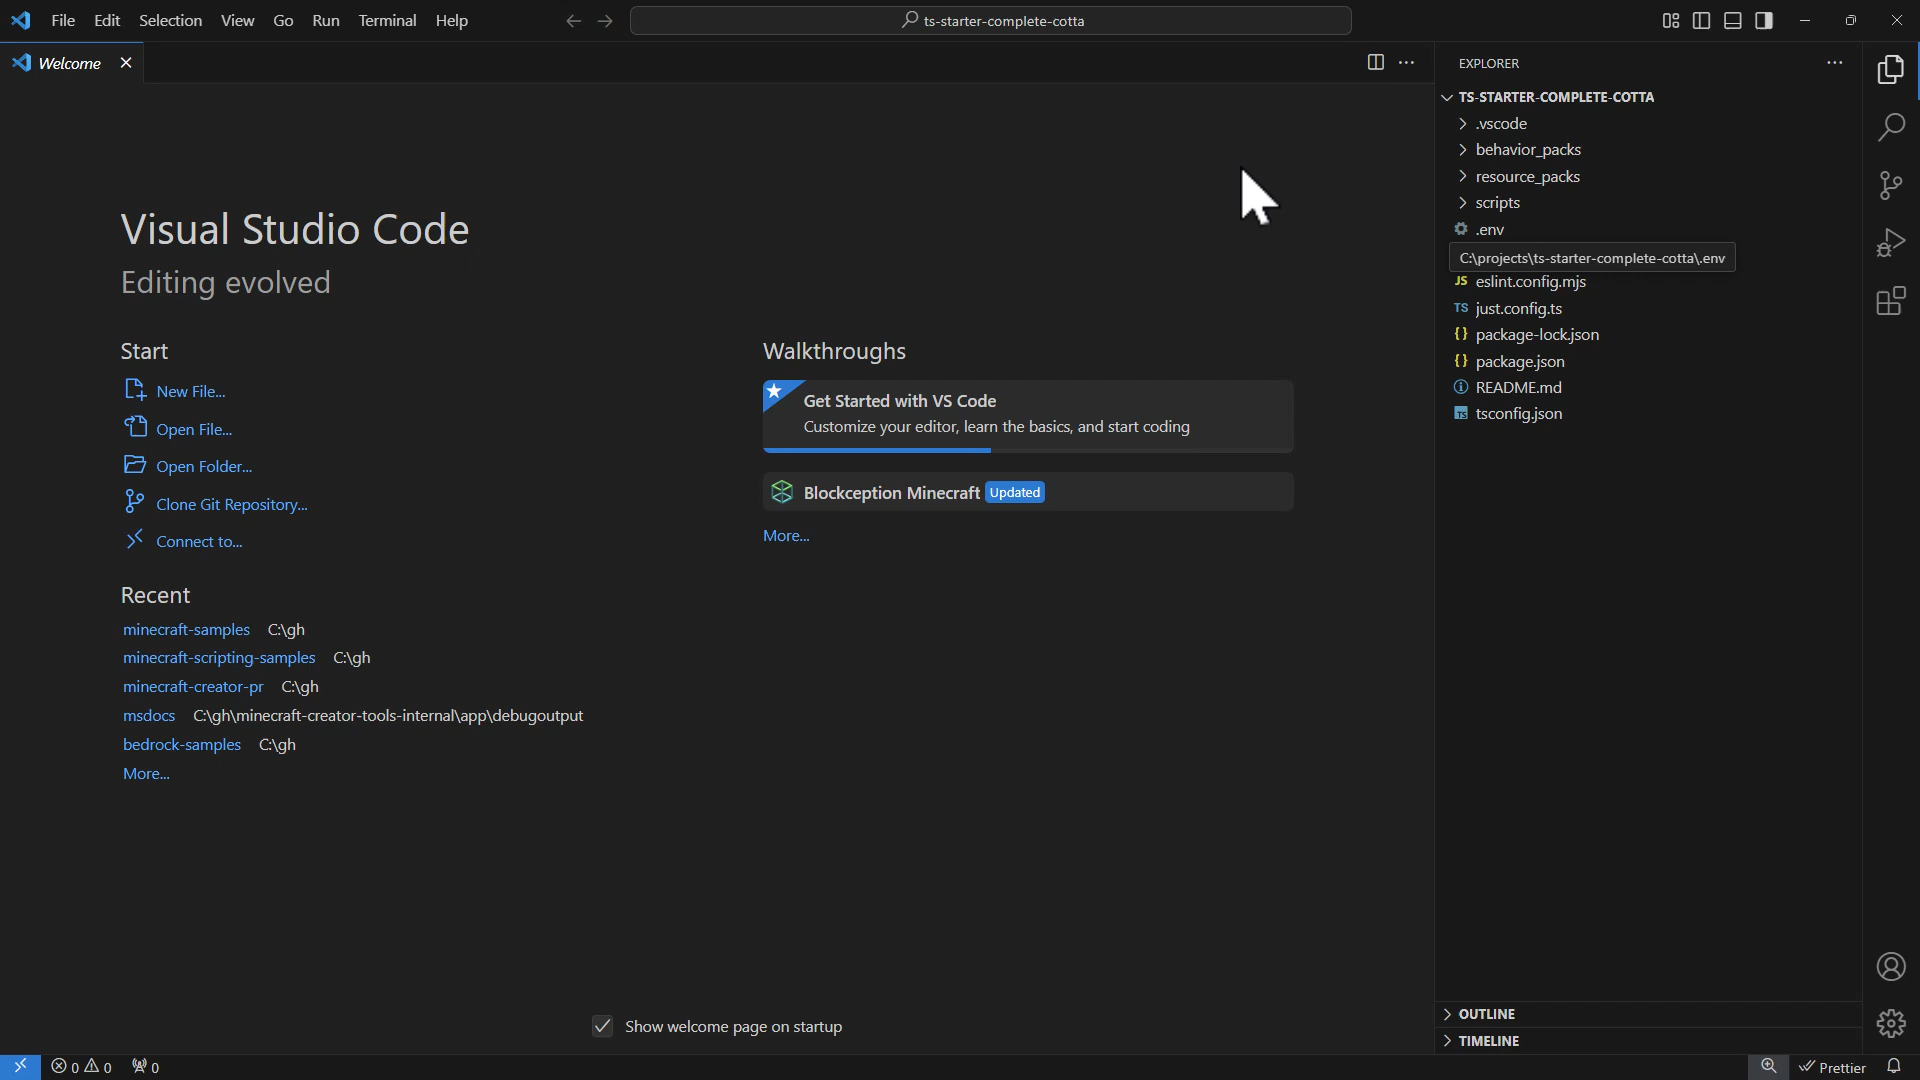 File Edit Selection View Go Run Terminal Help
ts-starter-complete-cotta
Welcome
Visual Studio Code
Editing evolved
Start
New File...
Open File...
Open Folder...
Clone Git Repository...
Connect to...
Recent
minecraft-samples C:\gh
minecraft-scripting-samples C:\gh
minecraft-creator-pr C:\gh
msdocs C:\gh\minecraft-creator-tools-internal\app\debugoutput
bedrock-samples C:\gh
More...
Walkthroughs
Get Started with VS Code
Customize your editor, learn the basics, and start coding
Blockception Minecraft Updated
More...
Show welcome page on startup
EXPLORER
TS-STARTER-COMPLETE-COTTA
.vscode
behavior_packs
resource_packs
scripts
.env
C:\projects\ts-starter-complete-cotta\.env
JS eslint.config.mjs
TS just.config.ts
{} package-lock.json
{} package.json
README.md
TS tsconfig.json
OUTLINE
TIMELINE
0 0 0
Prettier